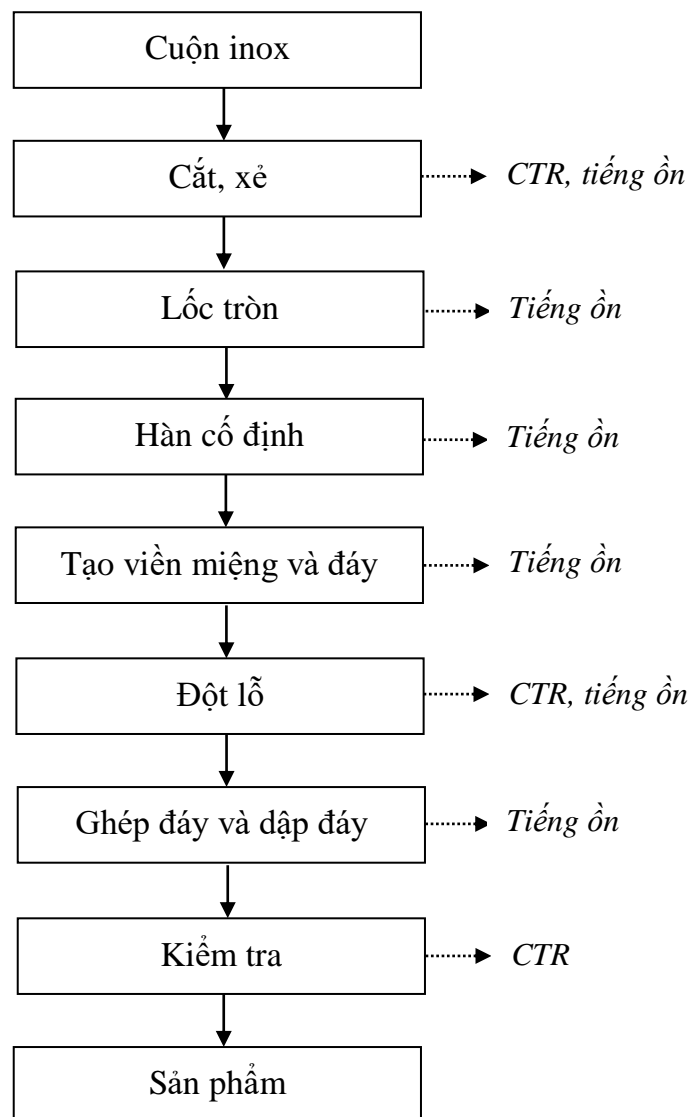 Cuộn inox
Cắt, xẻ
CTR, tiếng ồn
Lốc tròn
Tiếng ồn
Hàn cố định
Tiếng ồn
Tạo viền miệng và đáy
Tiếng ồn
Đột lỗ
CTR, tiếng ồn
Ghép đáy và dập đáy
Tiếng ồn
Kiểm tra
CTR
Sản phẩm